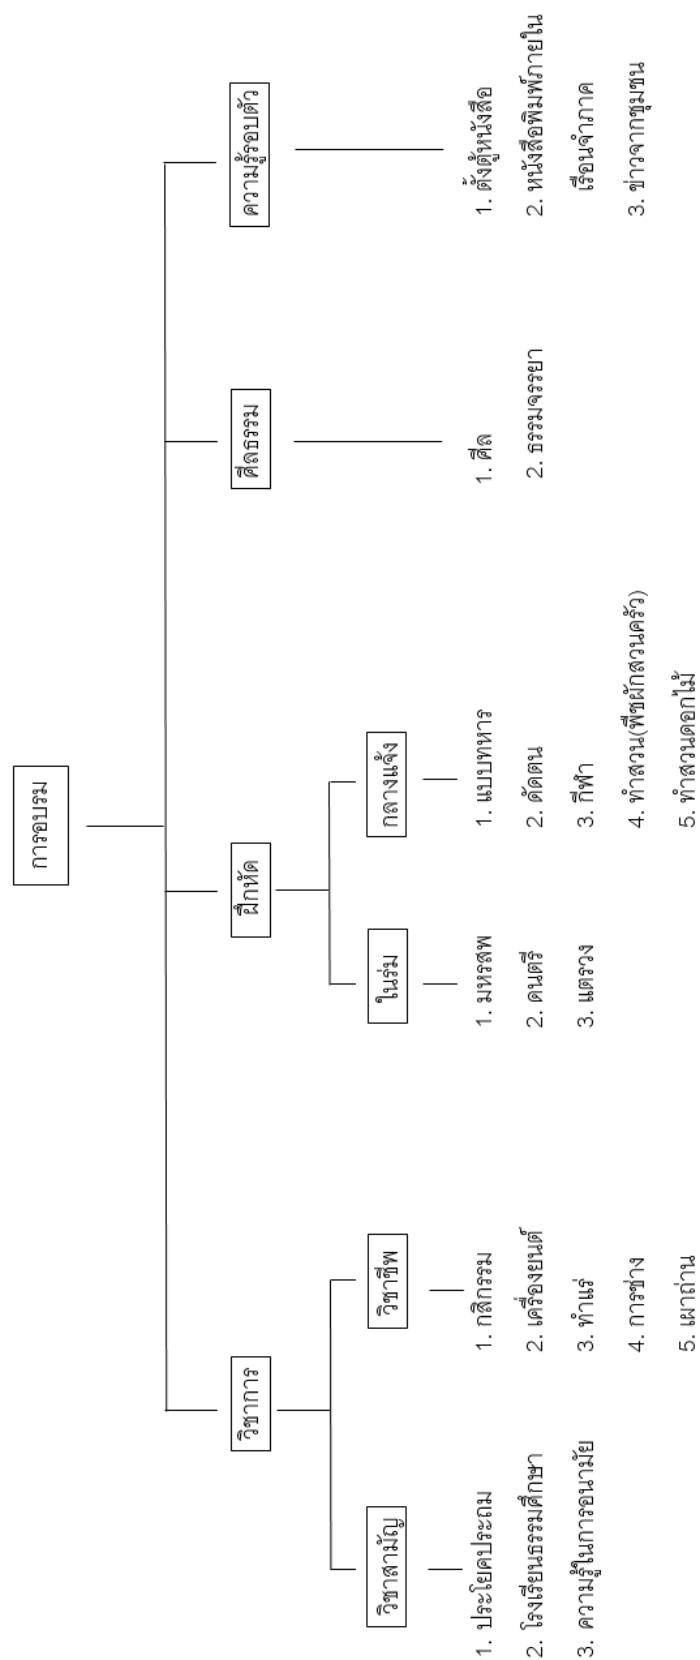 การอบรม
วิชาการ
ฝึกหัด
ศีลธรรม
ความรู้รอบตัว
วิชาสามัญ
วิชาชีพ
ในร่ม
กลางแจ้ง
1. ประโยคประถม
2. โรงเรียนธรรมศึกษา
3. ความรู้ในการอนามัย
1. กสิกรรม
2. เครื่องยนต์
3. ทำแร่
4. การช่าง
5. เผาถ่าน
1. มหรสพ
2. ดนตรี
3. แตรวง
1. แบบทหาร
2. ดัดตน
3. กีฬา
4. ทำสวน(พืชผักสวนครัว)
5. ทำสวนดอกไม้
1. ศีล
2. ธรรมจรรยา
1. ตั้งตู้หนังสือ
2. หนังสือพิมพ์ภายใน
เรือนจำภาค
3. ข่าวจากชุมชน